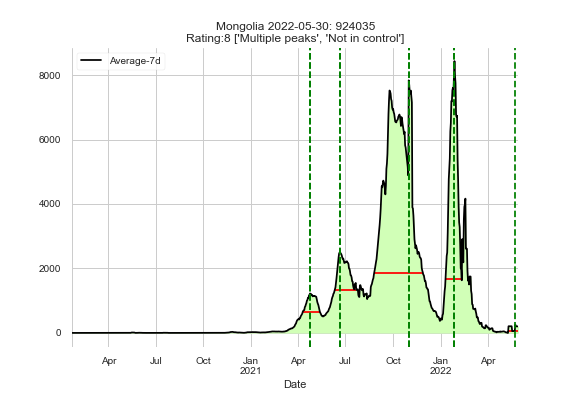 Mongolia 2022-05-30: 924035
Rating:8 ['Multiple peaks', 'Not in control']
Average-7d
8000
6000
4000
2000
0
Apr Jul Oct Jan Apr Jul Oct Jan Apr
2021 2022
Date